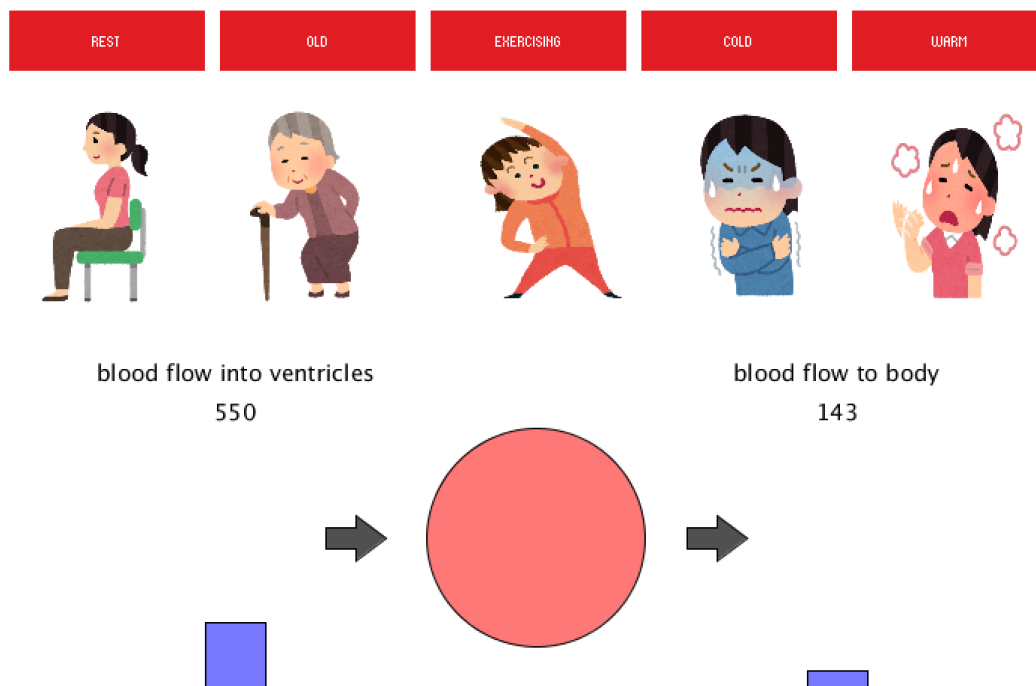 REST
OLD
EXERCISING
COLD
WARM
blood flow into ventricles
550
blood flow to body
143